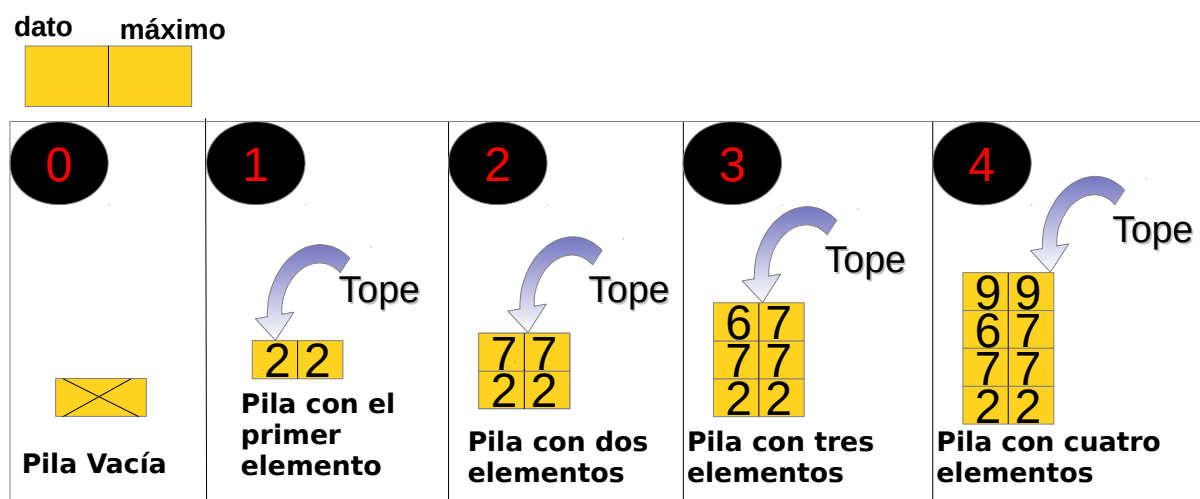 dato máximo
0 1 2 3 4
Tope
2 2
Pila con el
primer
elemento
Pila Vacía
Tope
7 7
2 2
Pila con dos
elementos
Tope
6 7
7 7
2 2
Pila con tres
elementos
Tope
9 9
6 7
7 7
2 2
Pila con cuatro
elementos